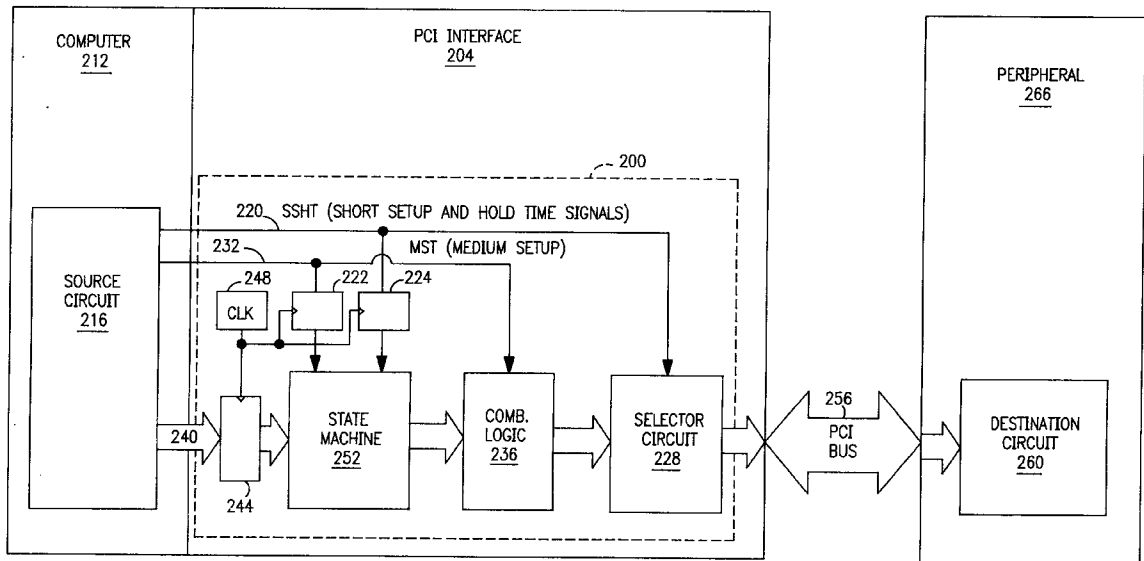 COMPUTER
212
PCI INTERFACE
204
PERIPHERAL
266
200
220
SSHT (SHORT SETUP AND HOLD TIME SIGNALS)
232
MST (MEDIUM SETUP)
248
222
224
CLK
SOURCE
CIRCUIT
216
240
244
STATE
MACHINE
252
COMB.
LOGIC
236
SELECTOR
CIRCUIT
228
256
PCI
BUS
DESTINATION
CIRCUIT
260